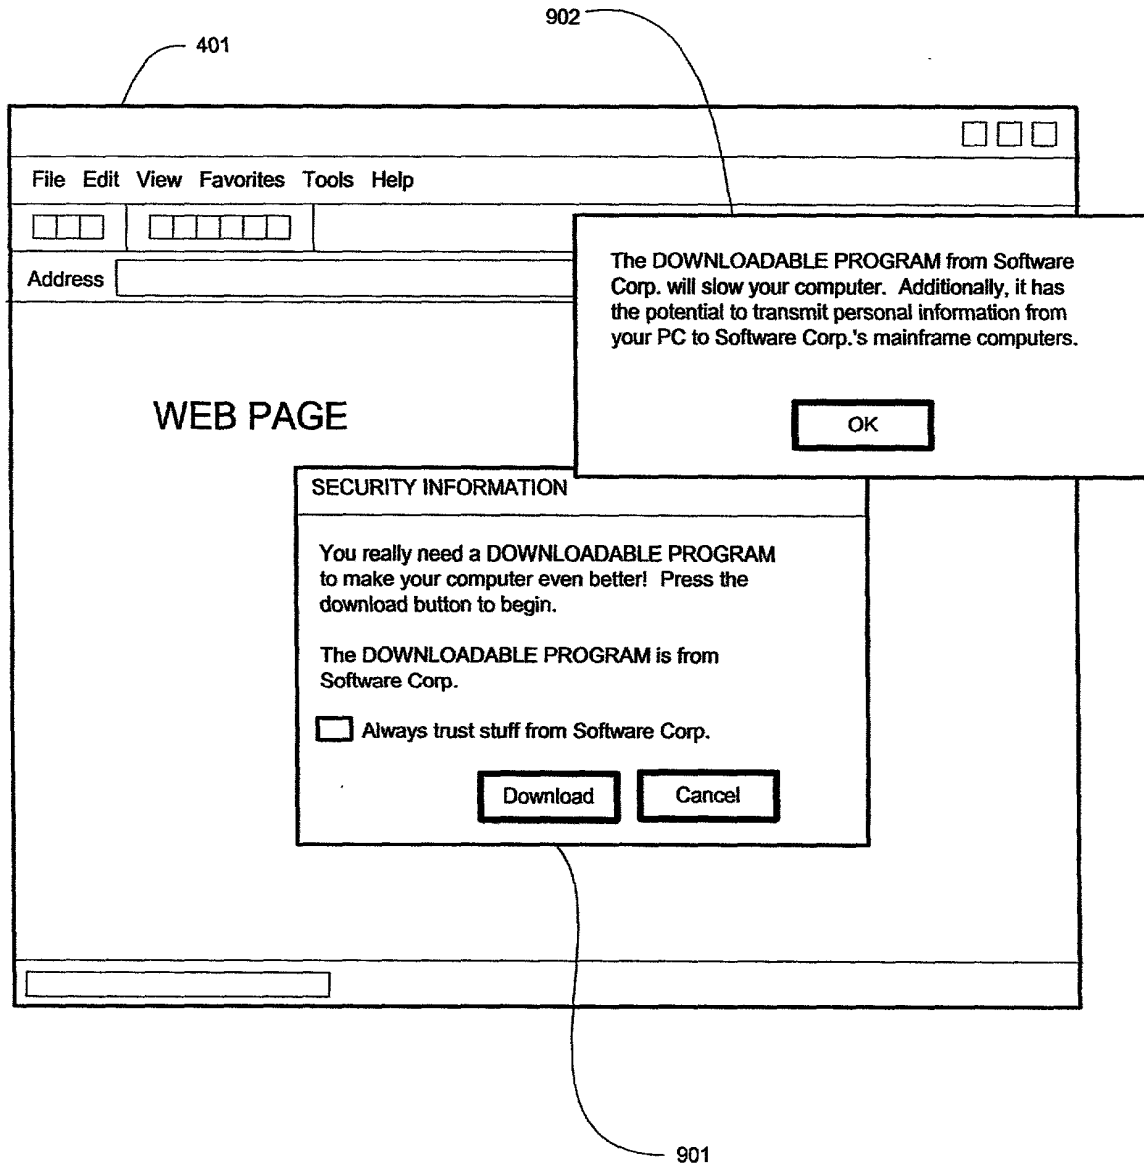 902
401
File Edit View Favorites Tools Help
Address
The DOWNLOADABLE PROGRAM from Software
Corp. will slow your computer. Additionally, it has
the potential to transmit personal information from
your PC to Software Corp.'s mainframe computers.
OK
WEB PAGE
SECURITY INFORMATION
You really need a DOWNLOADABLE PROGRAM
to make your computer even better! Press the
download button to begin.
The DOWNLOADABLE PROGRAM is from
Software Corp.
Always trust stuff from Software Corp.
Download
Cancel
901